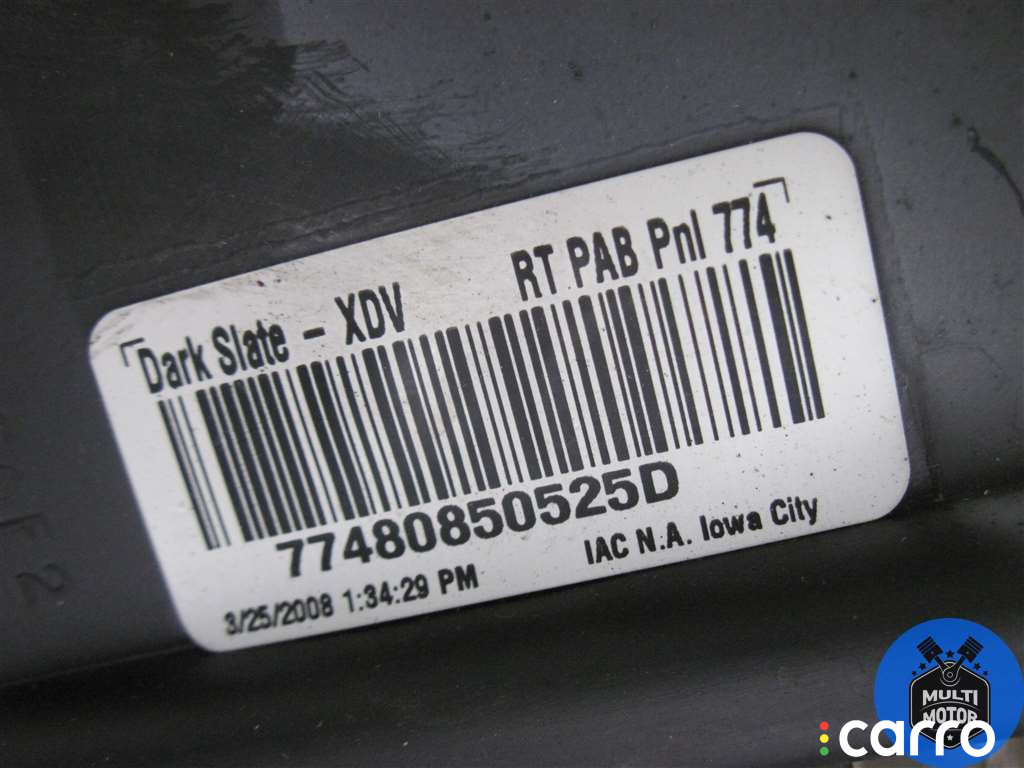 Dark Slate - XDV RT PAB Pnl 774
77480850525D
3/25/2008 1:34:29 PM IAC N.A. Iowa City
F2
MULTI
MOTOR
carro